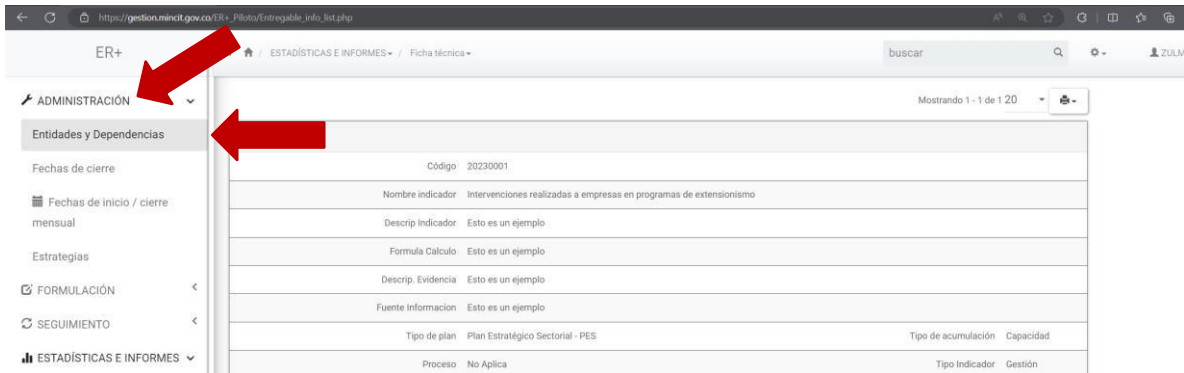 https://gestion.mincit.gov.co/ER+_Piloto/Entregable_info_list.php
ER+
/ ESTADÍSTICAS E INFORMES / Ficha técnica
buscar
ZULM
ADMINISTRACIÓN
Mostrando 1 - 1 de 1 20
Entidades y Dependencias
Fechas de cierre
Código 20230001
Fechas de inicio / cierre
mensual
Nombre indicador Intervenciones realizadas a empresas en programas de extensionismo
Descrip Indicador Esto es un ejemplo
Estrategias
Formula Calculo Esto es un ejemplo
FORMULACIÓN
Descrip. Evidencia Esto es un ejemplo
Fuente Informacion Esto es un ejemplo
SEGUIMIENTO
Tipo de plan Plan Estratégico Sectorial - PES Tipo de acumulación Capacidad
ESTADÍSTICAS E INFORMES
Proceso No Aplica Tipo Indicador Gestión